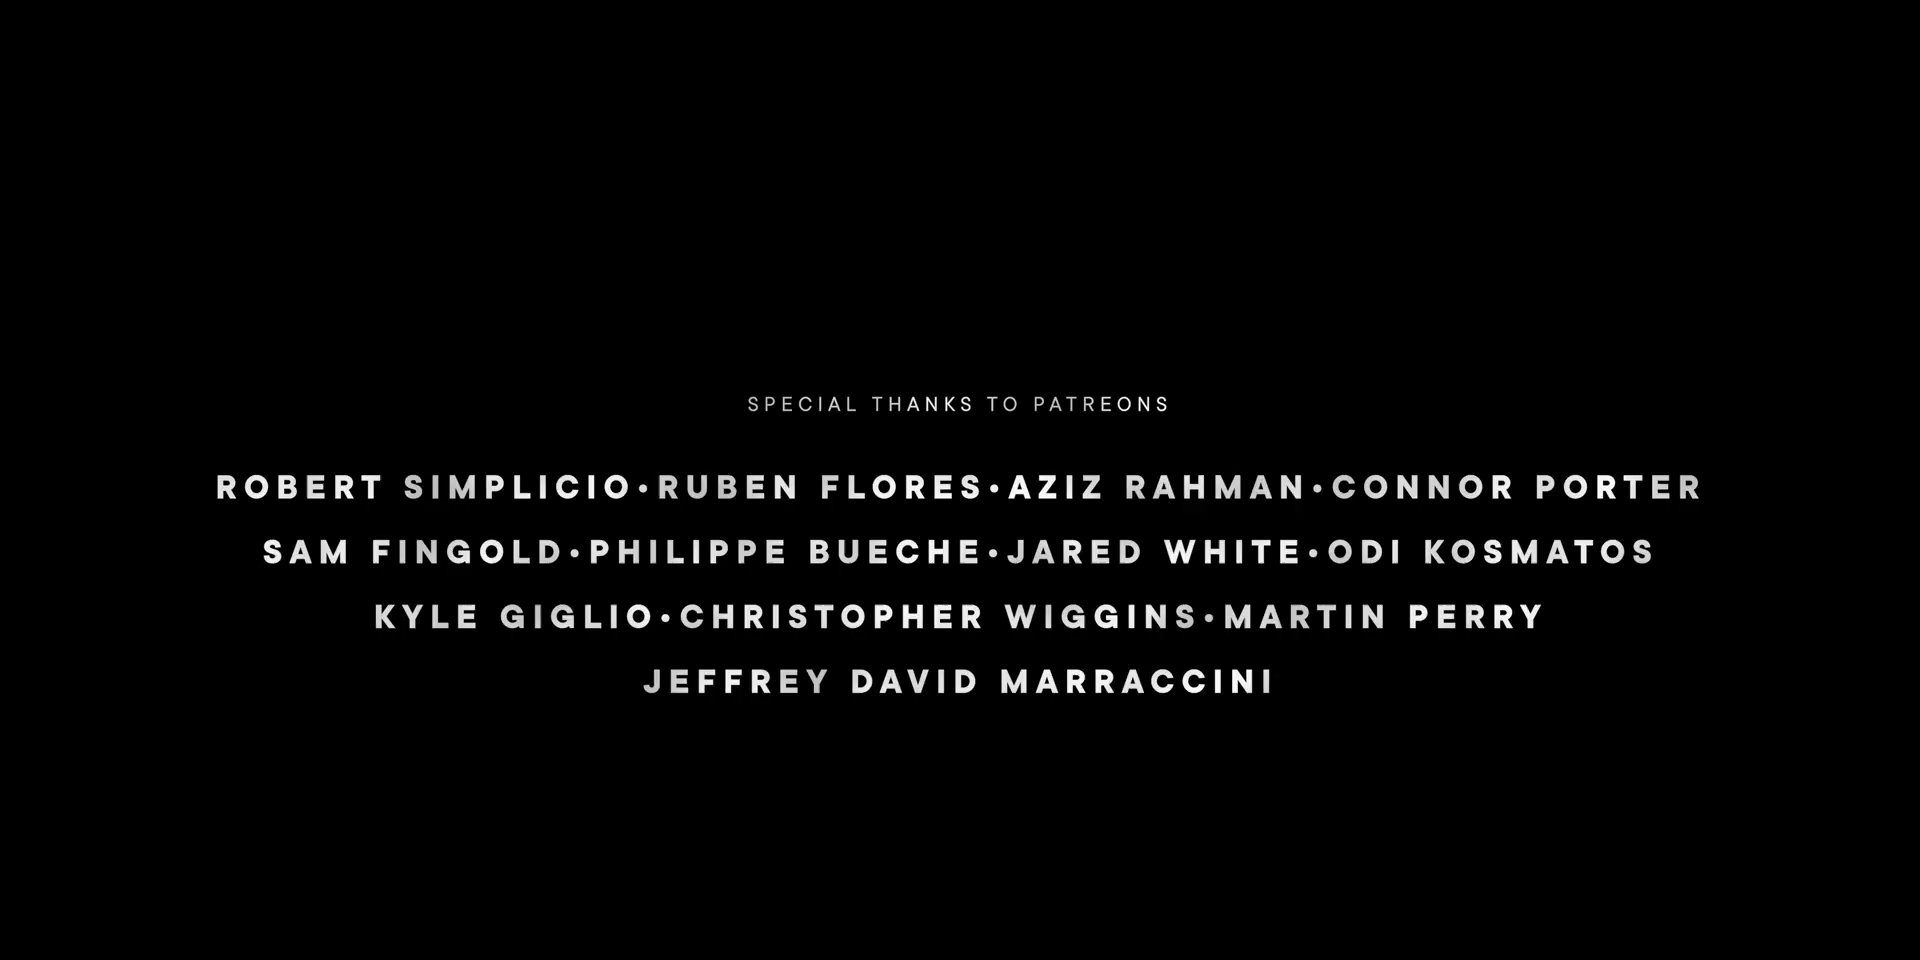 SPECIAL THANKS TO PATREONS
ROBERT SIMPLICIO•RUBEN FLORES•AZIZ RAHMAN•CONNOR PORTER
SAM FINGOLD•PHILIPPE BUECHE•JARED WHITE•ODI KOSMATOS
KYLE GIGLIO•CHRISTOPHER WIGGINS•MARTIN PERRY
JEFFREY DAVID MARRACCINI